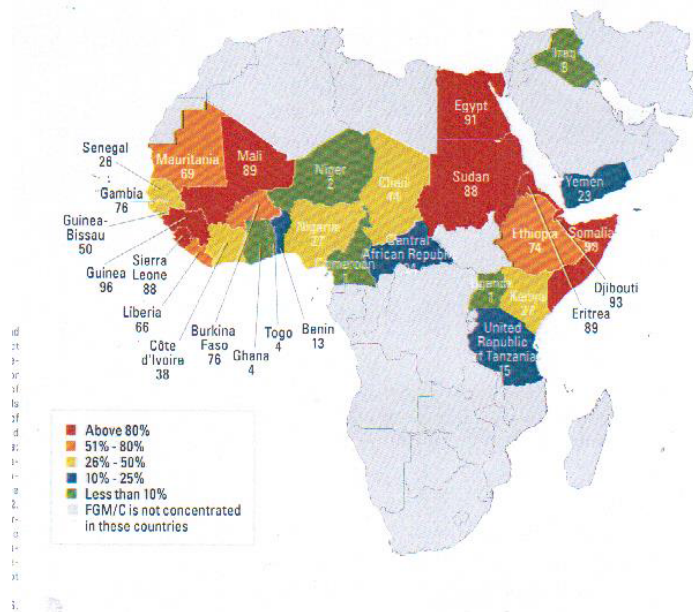 Iraq
8
Egypt
91
Senegal
26
Mauritania
69
Mali
89
Niger
2
Chad
44
Sudan
88
Yemen
23
Gambia
76
Guinea-
Bissau
50
Nigeria
27
Ethiopia
74
Somalia
98
Central
African Republic
Guinea
96
Sierra
Leone
88
Cameroon
1
Uganda
1
Kenya
27
Djibouti
93
Eritrea
89
Liberia
66
Côte
d'Ivoire
38
Burkina
Faso
76
Ghana
4
Togo
4
Benin
13
United
Republic
of Tanzania
15
Above 80%
51% - 80%
26% - 50%
10% - 25%
Less than 10%
FGM/C is not concentrated
in these countries